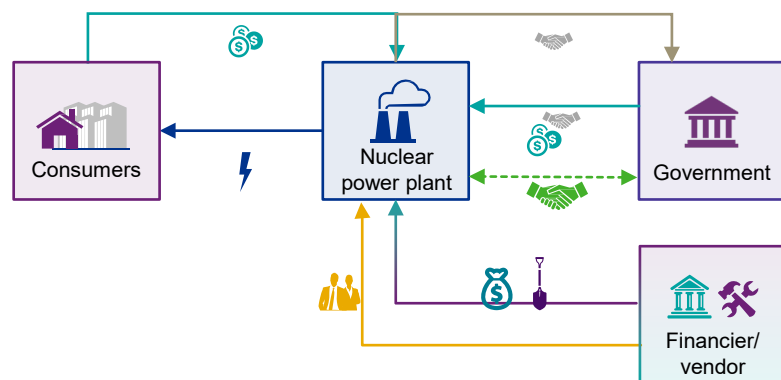 Consumers
Nuclear
power plant
Government
Financier/
vendor